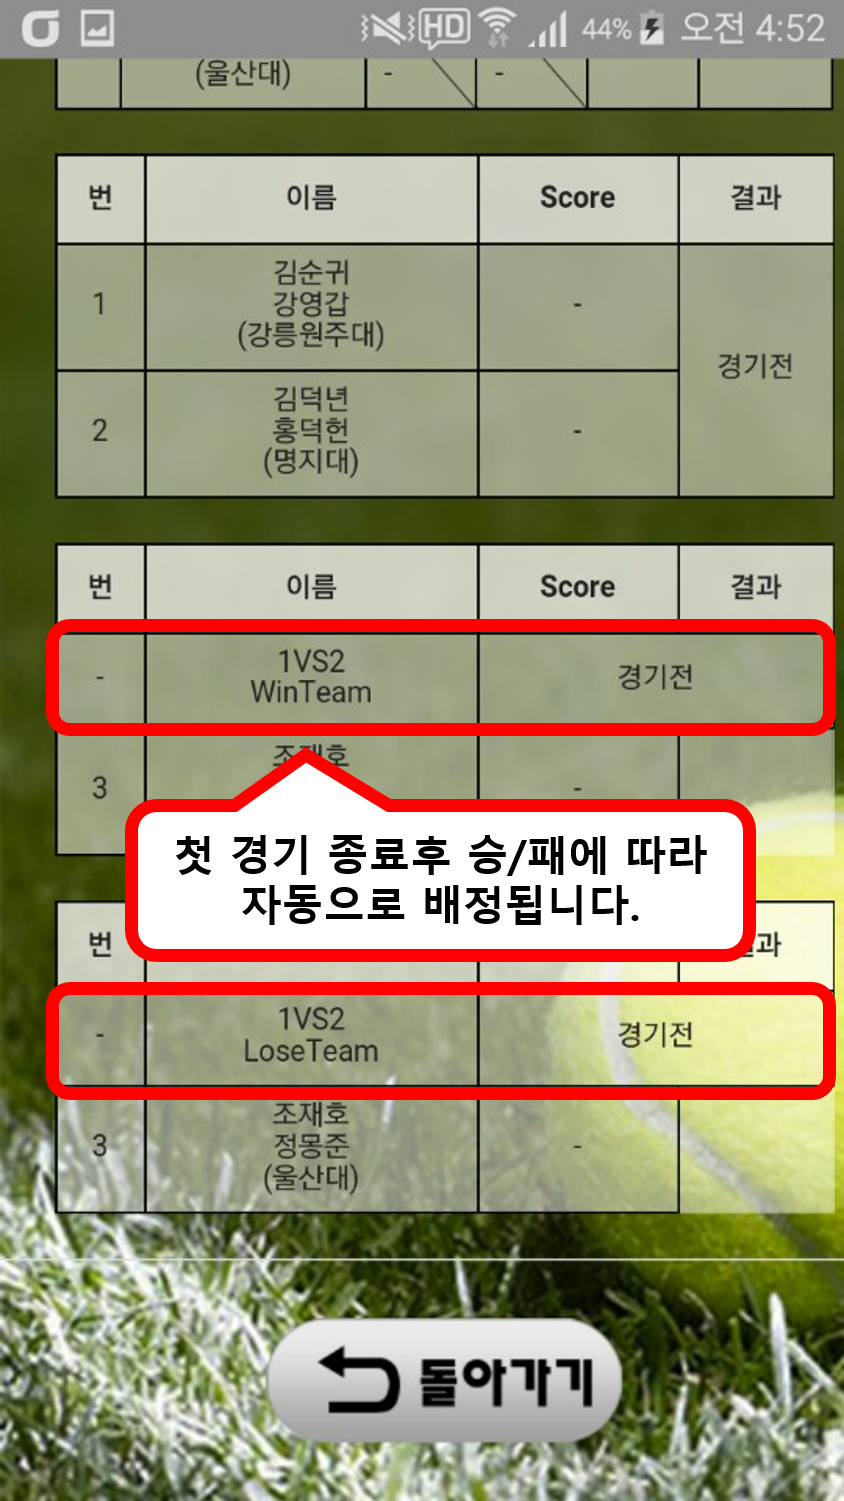 HD 44% 오전 4:52
(울산대) - -
번 이름 Score 결과
1 김순귀
강영갑
(강릉원주대) -
경기전
2 김덕년
홍덕헌
(명지대) -
번 이름 Score 결과
- 1VS2
WinTeam 경기전
조재호
3 -
첫 경기 종료후 승/패에 따라
자동으로 배정됩니다.
번 결과
- 1VS2
LoseTeam 경기전
3 조재호
정몽준
(울산대) -
돌아가기